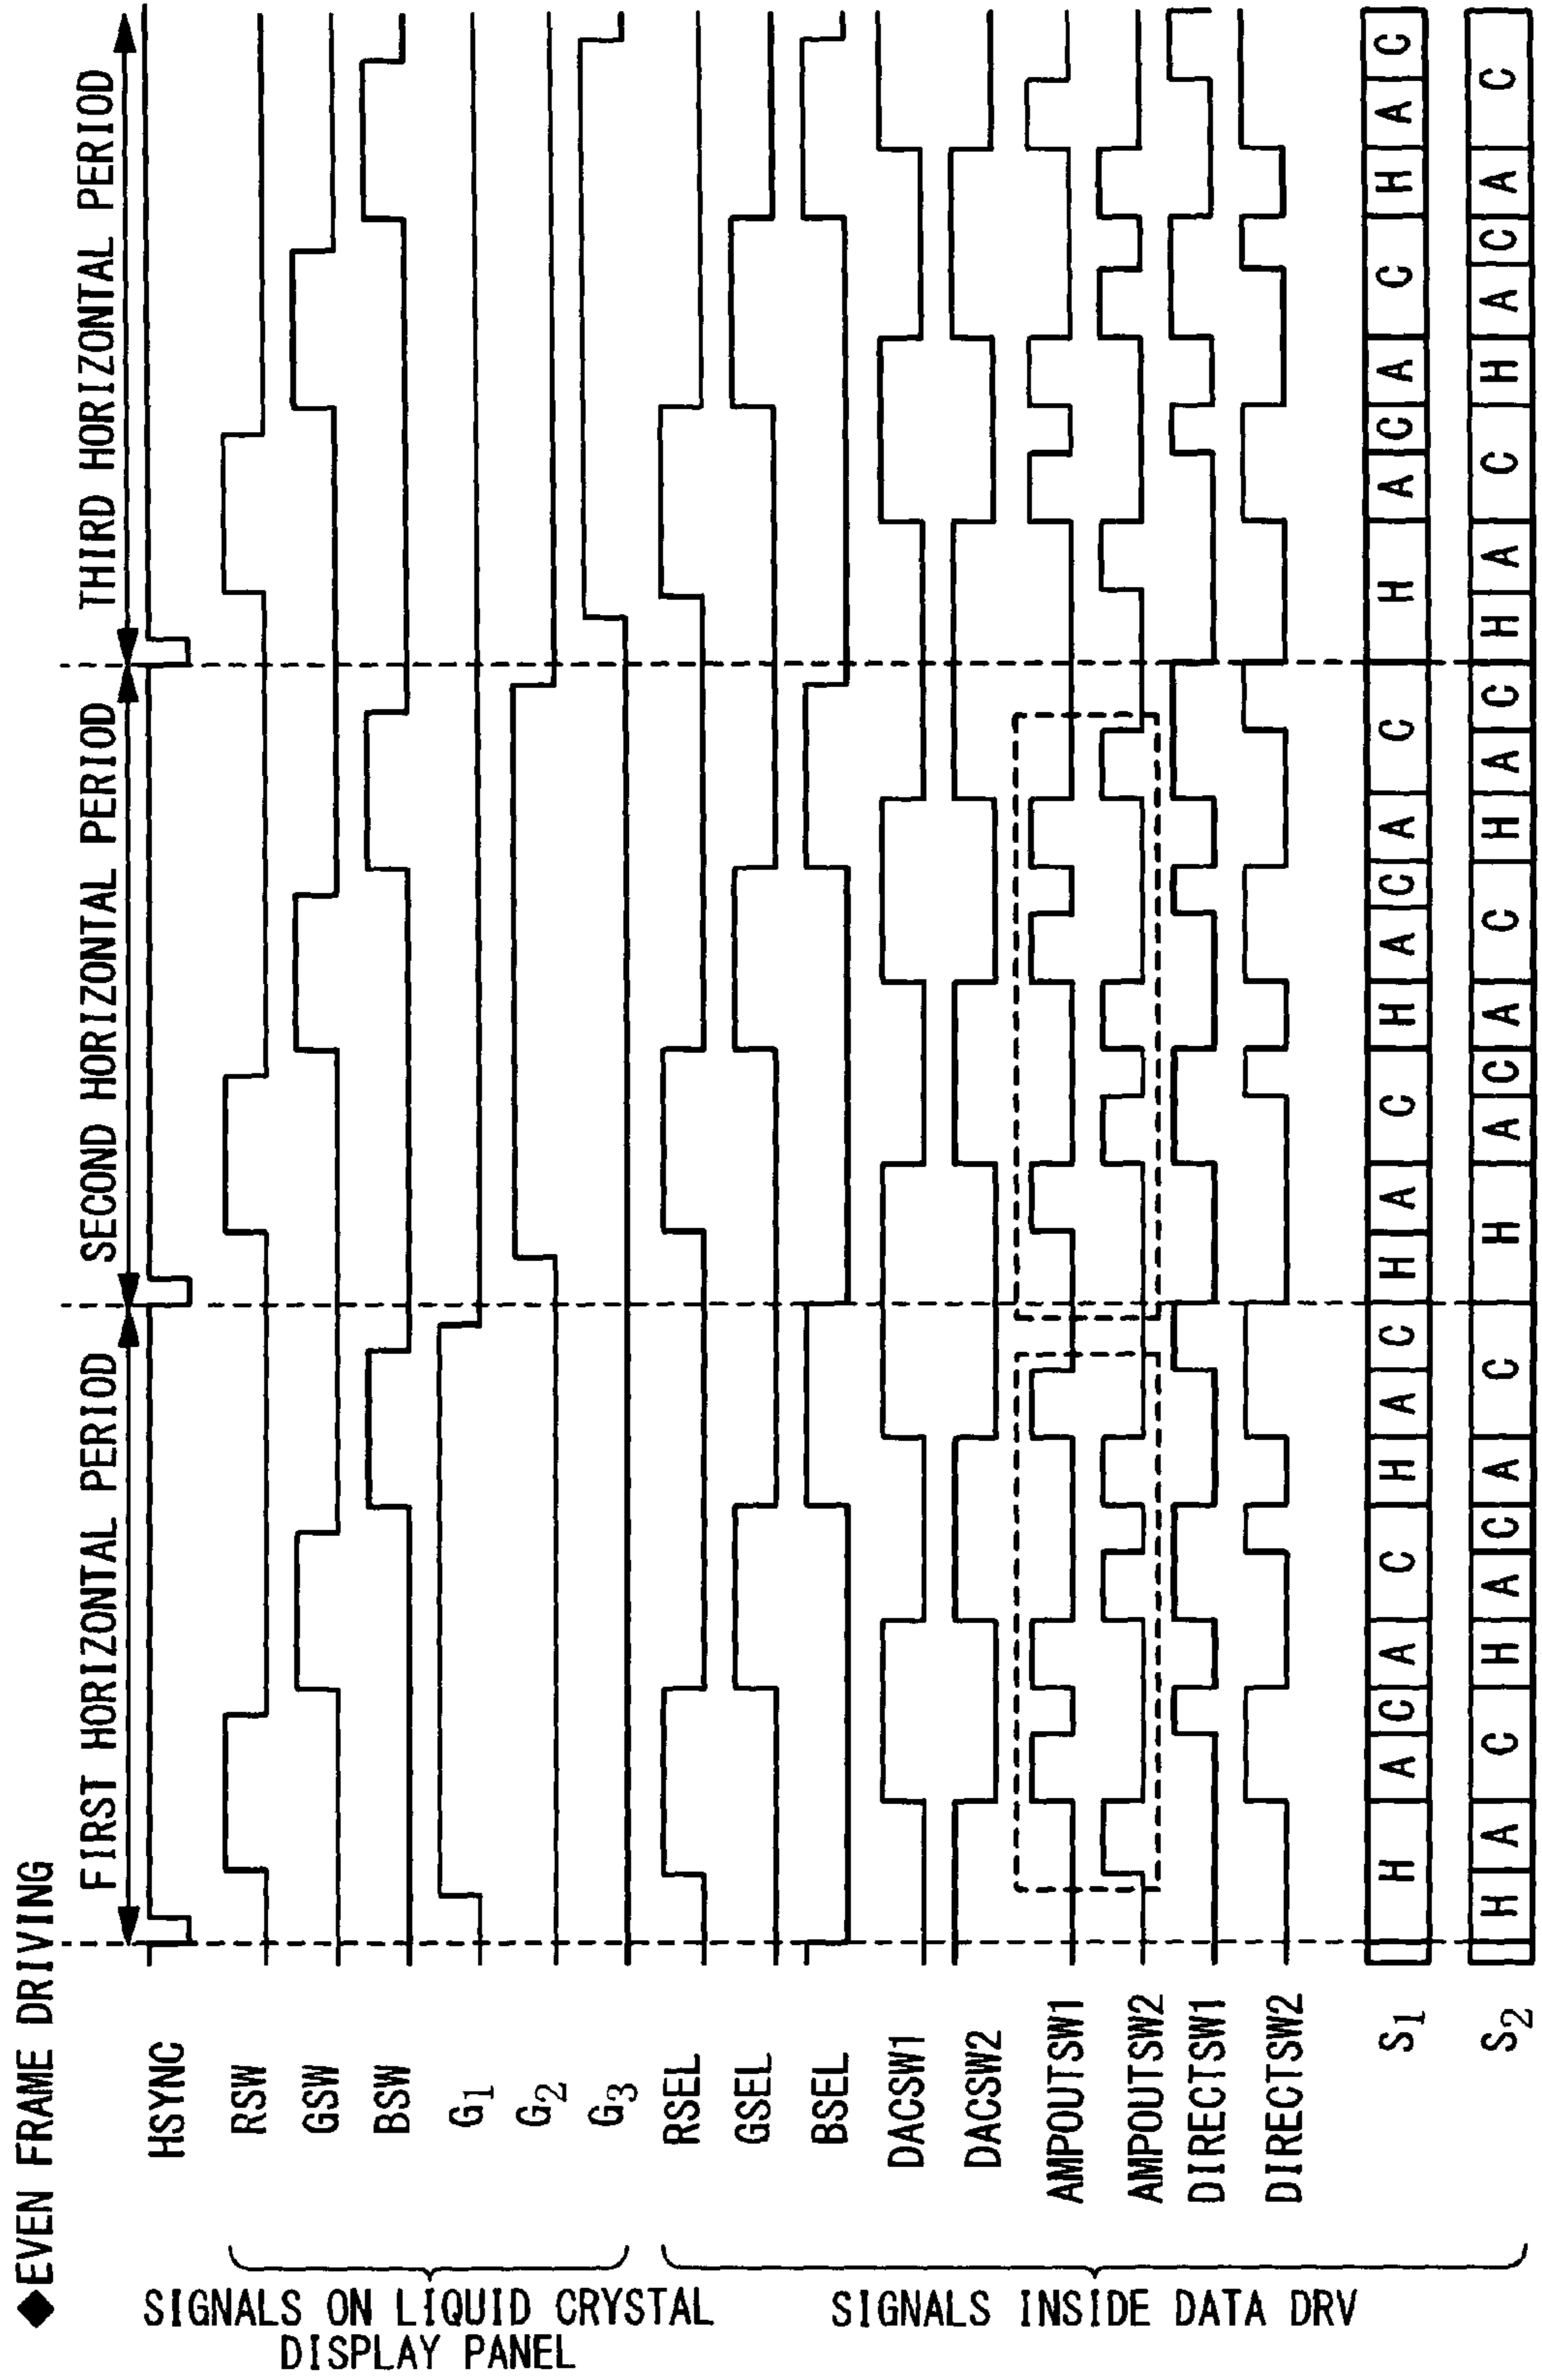 ◆EVEN FRAME DRIVING
FIRST HORIZONTAL PERIOD SECOND HORIZONTAL PERIOD THIRD HORIZONTAL PERIOD
SIGNALS ON LIQUID CRYSTAL
DISPLAY PANEL
HSYNC
RSW
GSW
BSW
G1
G2
G3
SIGNALS INSIDE DATA DRV
RSEL
GSEL
BSEL
DACSW1
DACSW2
AMPOUTSW1
AMPOUTSW2
DIRECTSW1
DIRECTSW2
S1 H A C A C H A C H A C H A C A C H A C A C H A C
S2 H A C H A C A C H A C A C H A C H A C H A C A C